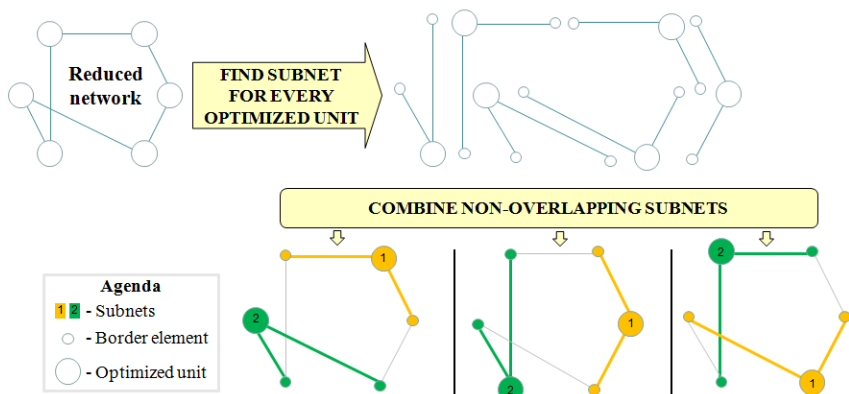 Reduced
network
FIND SUBNET
FOR EVERY
OPTIMIZED UNIT
COMBINE NON-OVERLAPPING SUBNETS
1
2
1
2
2
1
Agenda
1 2 - Subnets
- Border element
- Optimized unit